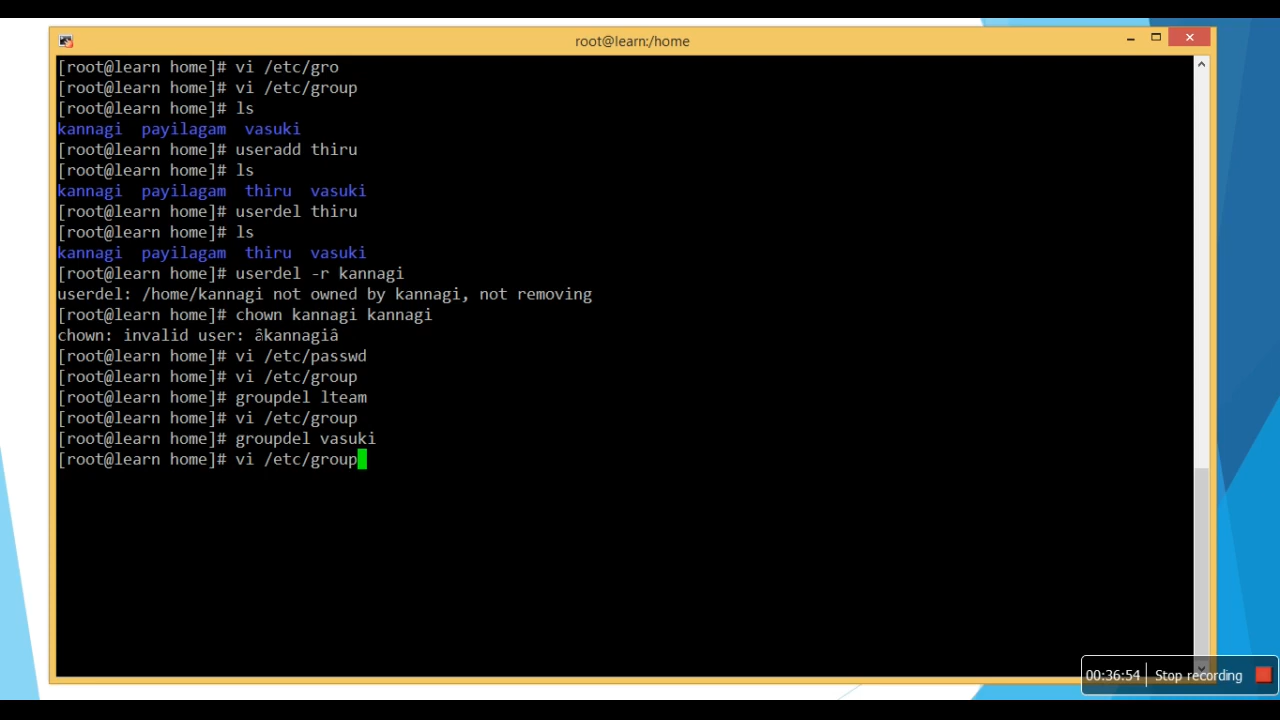 root@learn:/home
[root@learn home]# vi /etc/gro
[root@learn home]# vi /etc/group
[root@learn home]# ls
kannagi  payilagam  vasuki
[root@learn home]# useradd thiru
[root@learn home]# ls
kannagi  payilagam  thiru  vasuki
[root@learn home]# userdel thiru
[root@learn home]# ls
kannagi  payilagam  thiru  vasuki
[root@learn home]# userdel -r kannagi
userdel: /home/kannagi not owned by kannagi, not removing
[root@learn home]# chown kannagi kannagi
chown: invalid user: âkannagiâ
[root@learn home]# vi /etc/passwd
[root@learn home]# vi /etc/group
[root@learn home]# groupdel lteam
[root@learn home]# vi /etc/group
[root@learn home]# groupdel vasuki
[root@learn home]# vi /etc/group
00:36:54 Stop recording